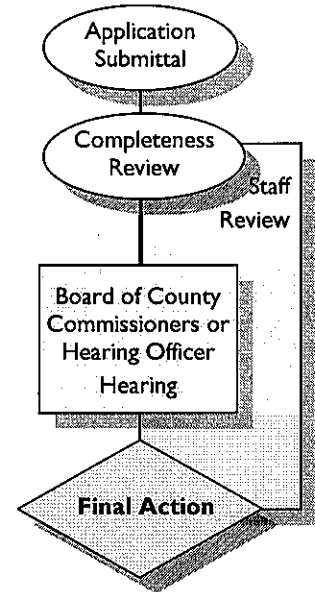 Application
Submittal
Completeness
Review
Staff
Review
Board of County
Commissioners or
Hearing Officer
Hearing
Final Action